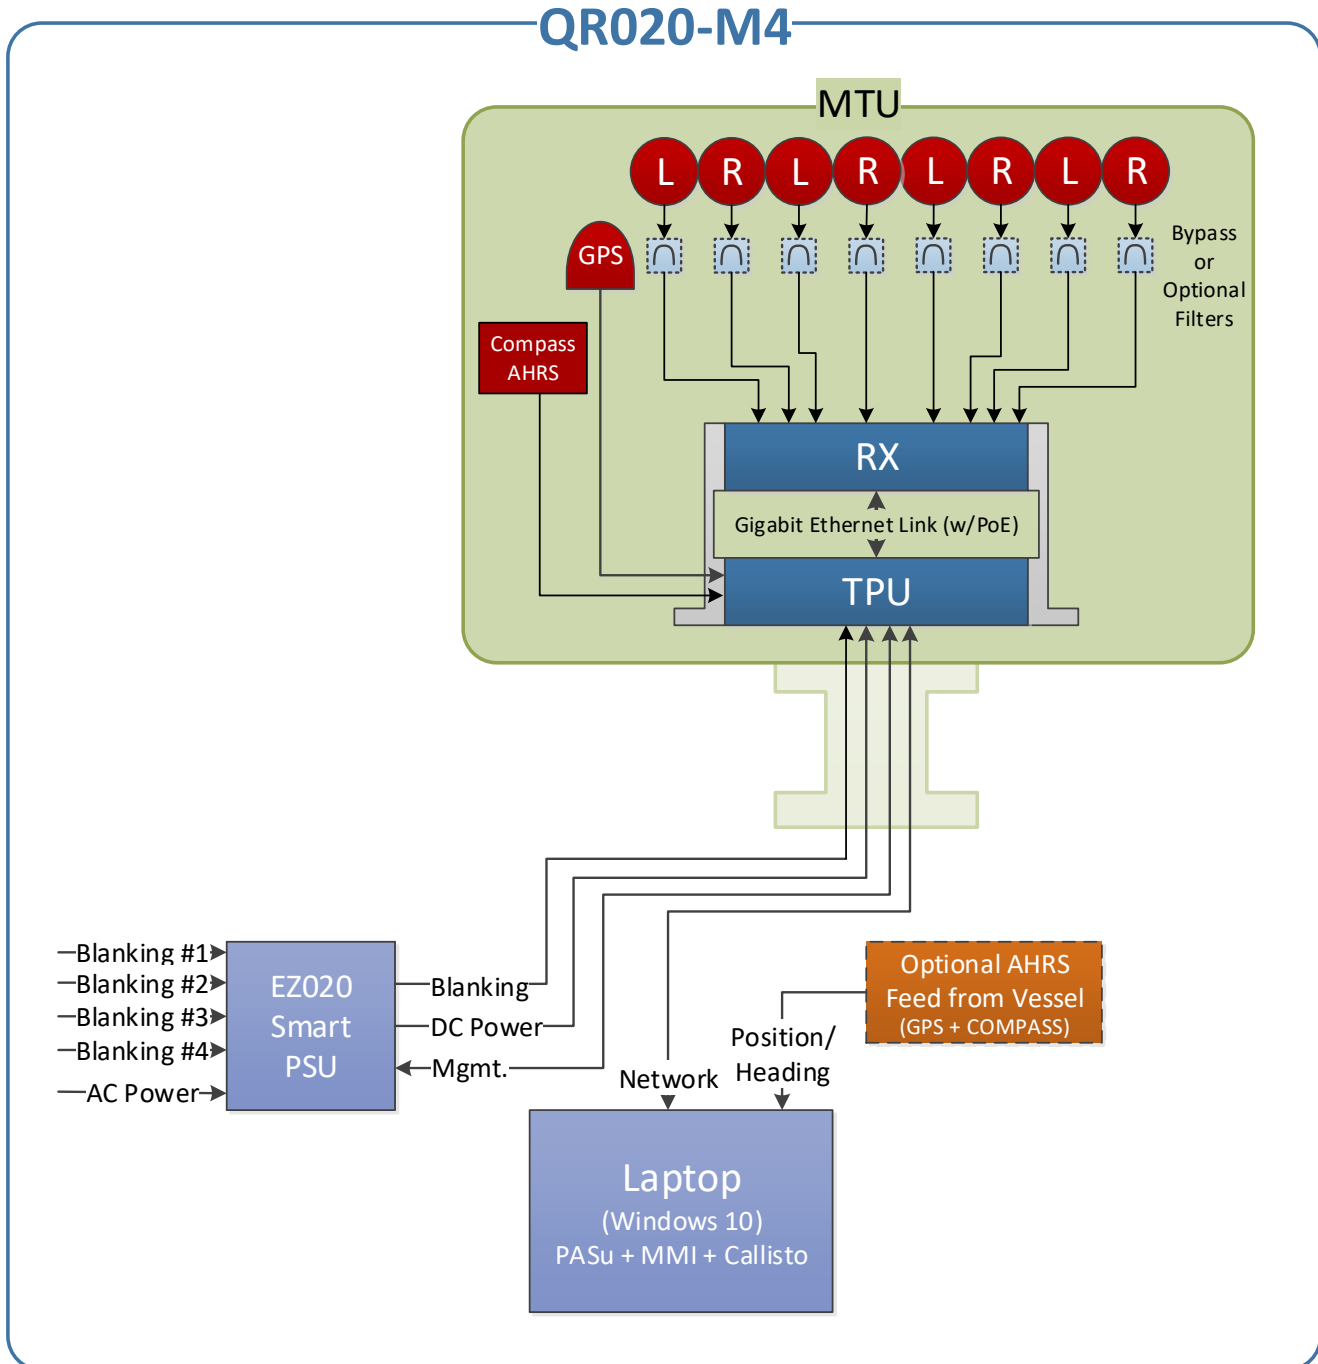 QR020-M4
MTU
L R L R L R L R
GPS
Bypass
or
Optional
Filters
Compass
AHRS
RX
Gigabit Ethernet Link (w/PoE)
TPU
Blanking #1
Blanking #2
Blanking #3
Blanking #4
AC Power
EZ020
Smart
PSU
Blanking
DC Power
Mgmt.
Network
Position/
Heading
Optional AHRS
Feed from Vessel
(GPS + COMPASS)
Laptop
(Windows 10)
PASu + MMI + Callisto